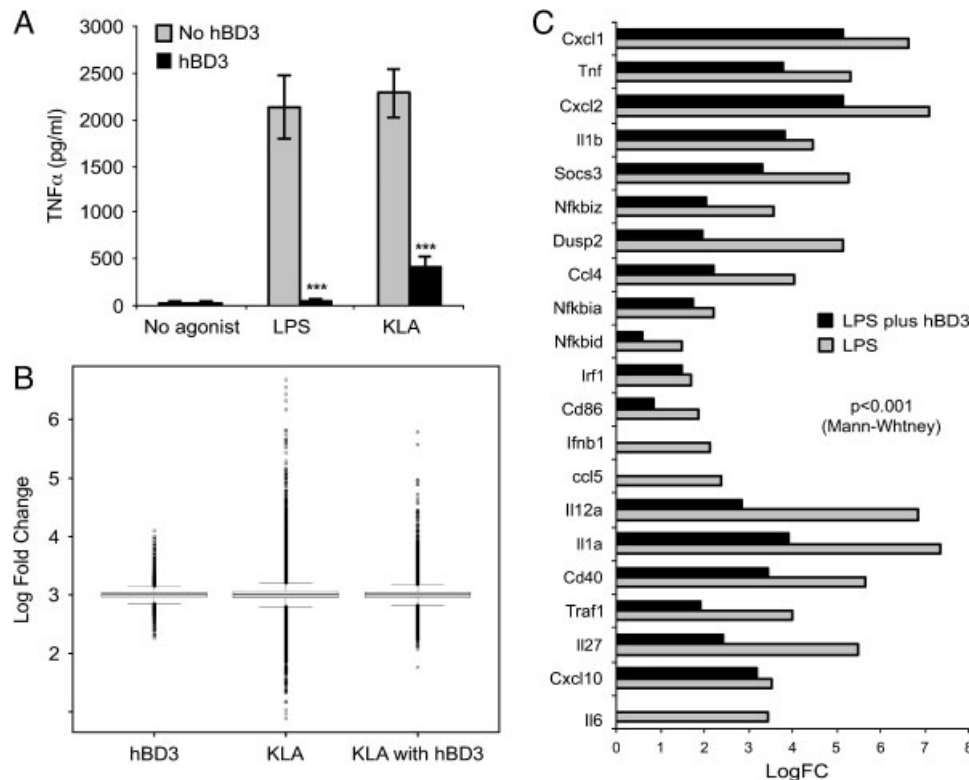 A
No hBD3
hBD3
3000
2500
2000
1500
1000
500
0
TNFα (pg/ml)
***
***
No agonist LPS KLA
B
Log Fold Change
6
5
4
3
2
hBD3 KLA KLA with hBD3
C
Cxcl1
Tnf
Cxcl2
Il1b
Socs3
Nfkbiz
Dusp2
Ccl4
Nfkbia
Nfkbid
Irf1
Cd86
Ifnb1
ccl5
Il12a
Il1a
Cd40
Traf1
Il27
Cxcl10
Il6
LPS plus hBD3
LPS
p<0.001
(Mann-Whtney)
0 1 2 3 4 5 6 7 8
LogFC